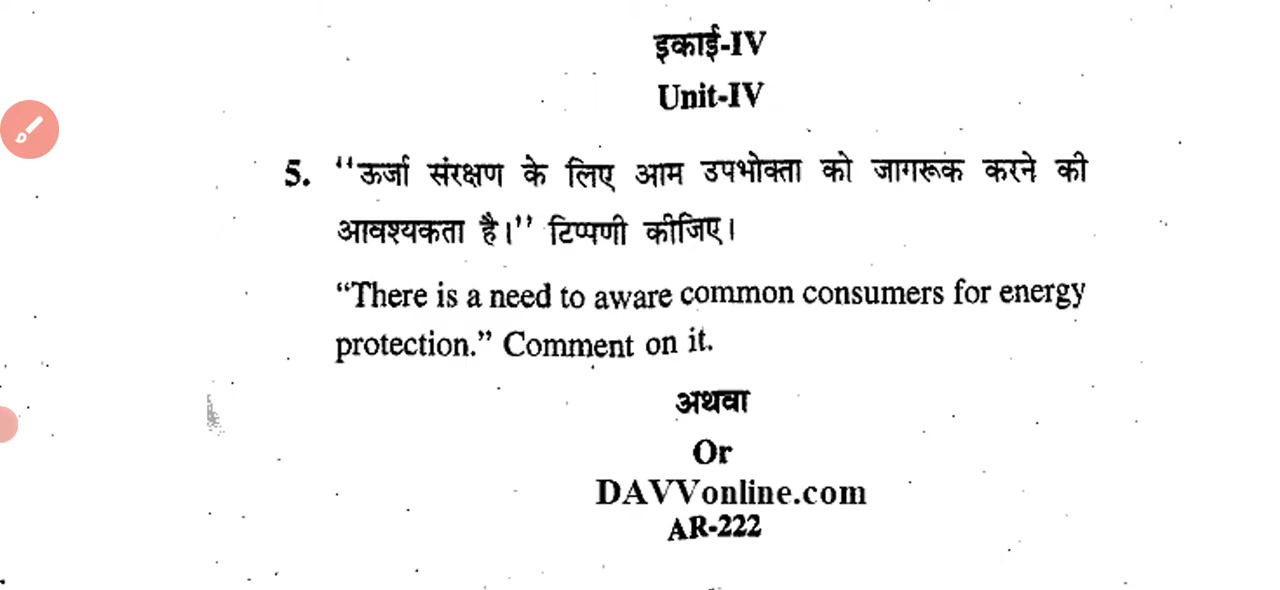 इकाई-IV
Unit-IV
5. “ऊर्जा संरक्षण के लिए आम उपभोक्ता को जागरूक करने की
आवश्यकता है।” टिप्पणी कीजिए।
“There is a need to aware common consumers for energy
protection.” Comment on it.
अथवा
Or
DAVVonline.com
AR-222